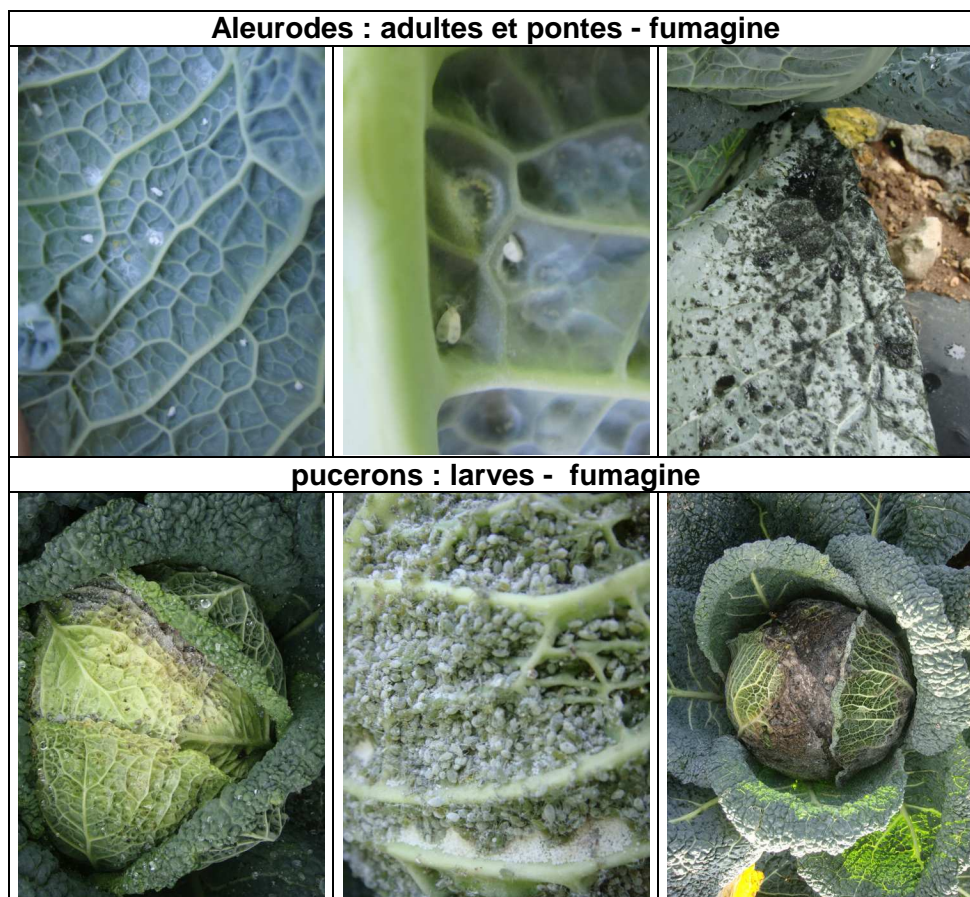 Aleurodes : adultes et pontes - fumagine
pucerons : larves - fumagine